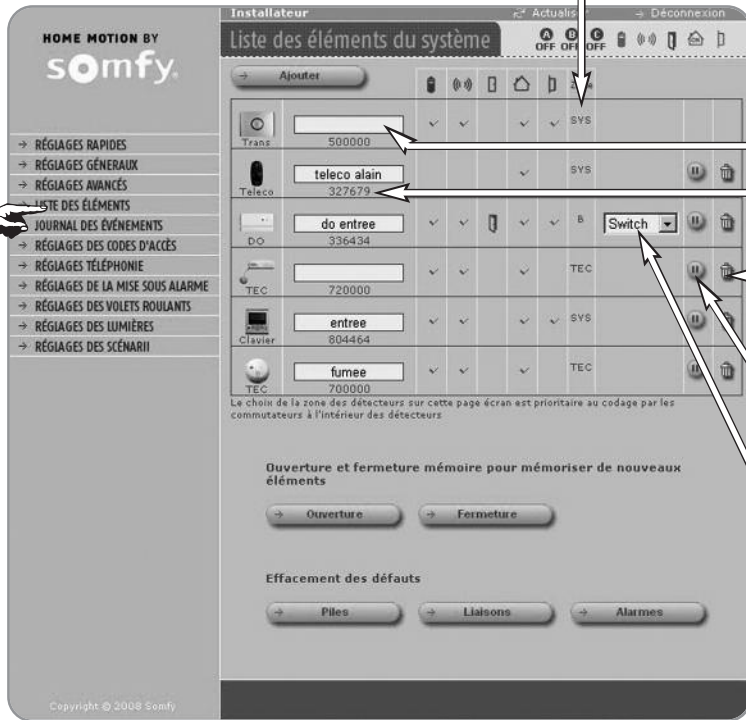 Installateur
Actualiser
→ Déconnexion
HOME MOTION BY
somfy.
Liste des éléments du système
A B C
OFF OFF OFF
→ Ajouter
→ RÉGLAGES RAPIDES
→ RÉGLAGES GÉNERAUX
→ RÉGLAGES AVANCÉS
LISTE DES ÉLÉMENTS
JOURNAL DES ÉVÉNEMENTS
→ RÉGLAGES DES CODES D'ACCÈS
→ RÉGLAGES TÉLÉPHONIE
→ RÉGLAGES DE LA MISE SOUS ALARME
→ RÉGLAGES DES VOLETS ROULANTS
→ RÉGLAGES DES LUMIÈRES
→ RÉGLAGES DES SCÉNARII
SYS
Trans 500000
teleco alain SYS
Teleco 327679
do entree B Switch
DO 336434
TEC
TEC 720000
entree SYS
Clavier 804464
fumee TEC
TEC 700000
Le choix de la zone des détecteurs sur cette page écran est prioritaire au codage par les
commutateurs à l'intérieur des détecteurs
Ouverture et fermeture mémoire pour mémoriser de nouveaux
éléments
→ Ouverture → Fermeture
Effacement des défauts
→ Piles → Liaisons → Alarmes
Copyright © 2008 Somfy